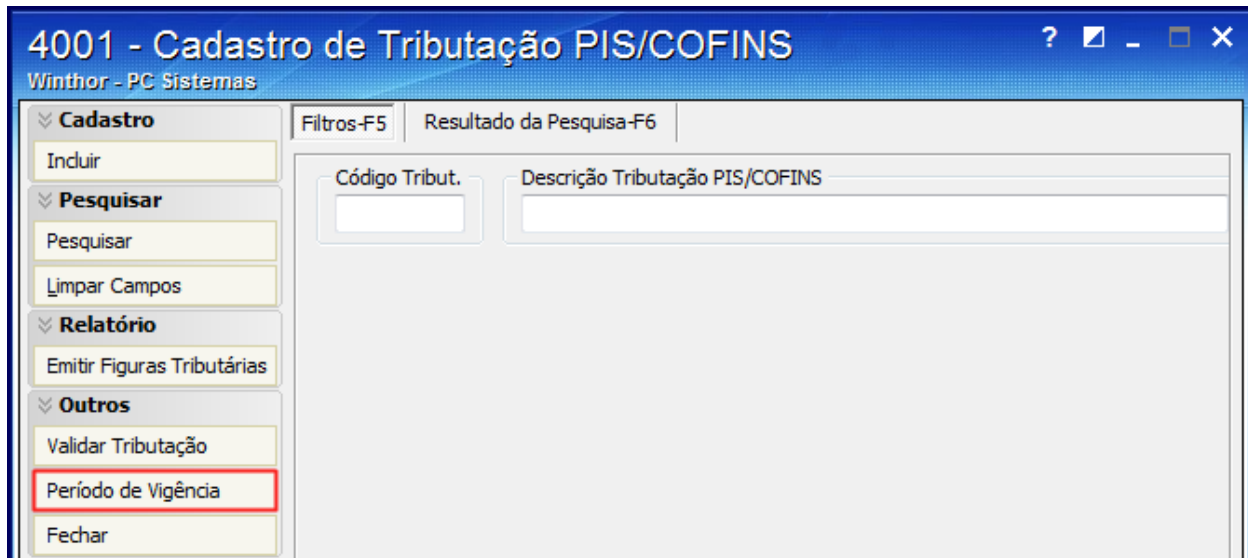 4001 - Cadastro de Tributação PIS/COFINS
Winthor - PC Sistemas
Cadastro
Incluir
Pesquisar
Pesquisar
Limpar Campos
Relatório
Emitir Figuras Tributárias
Outros
Validar Tributação
Período de Vigência
Fechar
Filtros-F5 Resultado da Pesquisa-F6
Código Tribut. Descrição Tributação PIS/COFINS